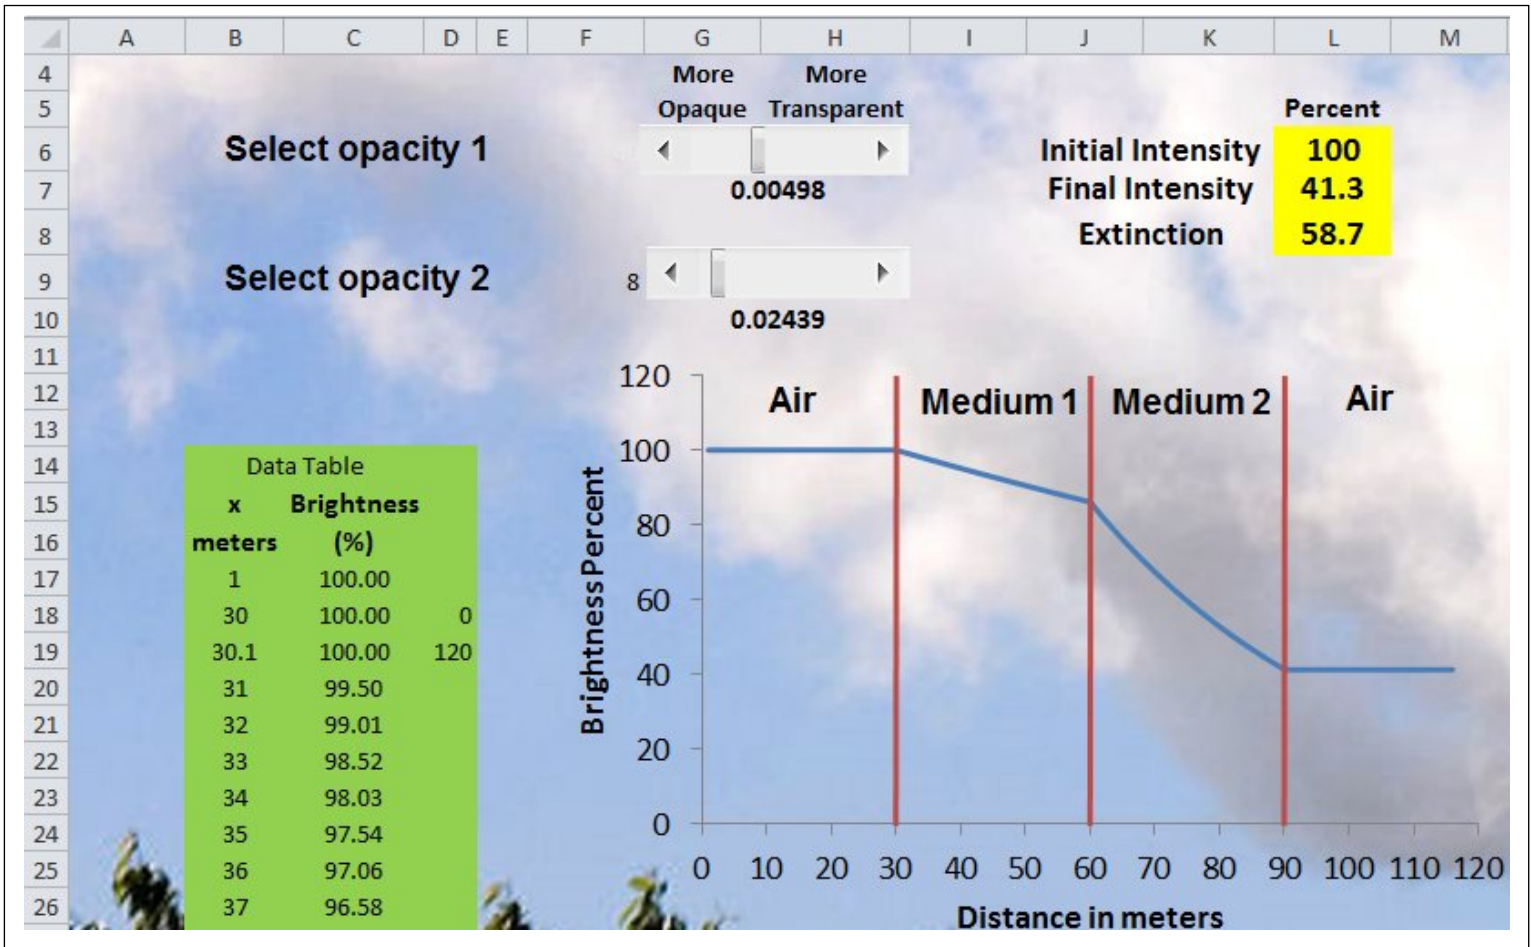 A B C D E F G H I J K L M
4 More More
5 Opaque Transparent Percent
6 Select opacity 1 Initial Intensity 100
7 0.00498 Final Intensity 41.3
8 Extinction 58.7
9 Select opacity 2 8
10 0.02439
11
12
13
14 Data Table
15 x Brightness
16 meters (%)
17 1 100.00
18 30 100.00 0
19 30.1 100.00 120
20 31 99.50
21 32 99.01
22 33 98.52
23 34 98.03
24 35 97.54
25 36 97.06
26 37 96.58
Air Medium 1 Medium 2 Air
120
100
80
60
40
20
0
Brightness Percent
0 10 20 30 40 50 60 70 80 90 100 110 120
Distance in meters